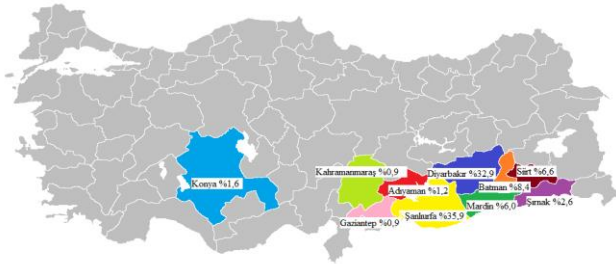 Kahramanmaraş %0,9
Diyarbakır %32,9
Siirt %6,6
Konya %1,6
Adıyaman %1,2
Batman %8,4
Mardin %6,0
Şırnak %2,6
Gaziantep %0,9
Şanlıurfa %35,9